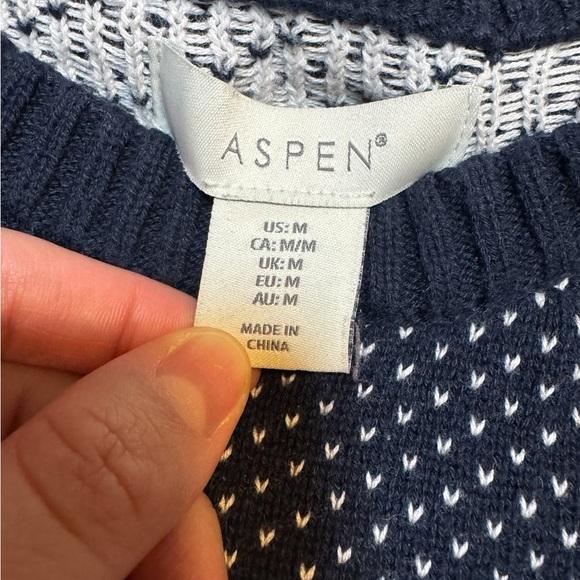 ASPEN®
US: M
CA: M/M
UK: M
EU: M
AU: M
MADE IN
CHINA